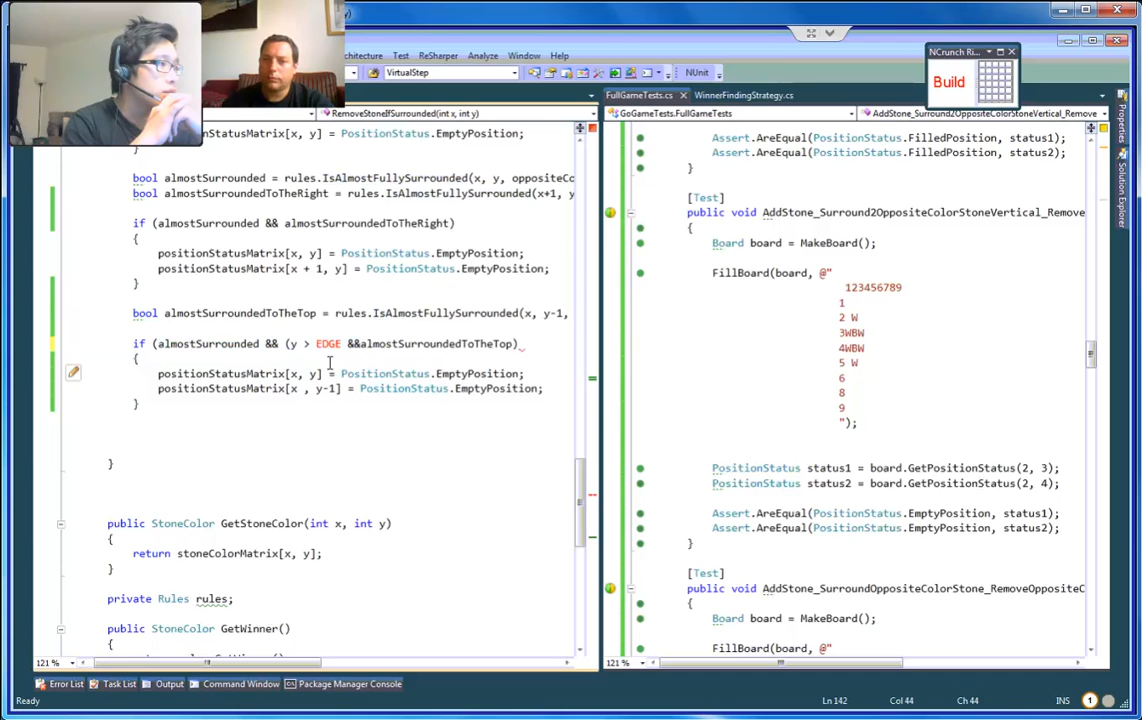 chitecture Test ReSharper Analyze Window Help
VirtualStep NUnit
NCrunch Ri...
Build
FullGameTests.cs WinnerFindingStrategy.cs
RemoveStoneIfSurrounded(int x, int y)
GoGameTests.FullGameTests AddStone_Surround2OppositeColorStoneVertical_Remove
ositionStatusMatrix[x, y] = PositionStatus.EmptyPosition;
}
bool almostSurrounded = rules.IsAlmostFullySurrounded(x, y, oppositeCo
bool almostSurroundedToTheRight = rules.IsAlmostFullySurrounded(x+1, y
if (almostSurrounded && almostSurroundedToTheRight)
{
positionStatusMatrix[x, y] = PositionStatus.EmptyPosition;
positionStatusMatrix[x + 1, y] = PositionStatus.EmptyPosition;
}
bool almostSurroundedToTheTop = rules.IsAlmostFullySurrounded(x, y-1,
if (almostSurrounded && (y > EDGE &&almostSurroundedToTheTop)
{
positionStatusMatrix[x, y] = PositionStatus.EmptyPosition;
positionStatusMatrix[x , y-1] = PositionStatus.EmptyPosition;
}
}
public StoneColor GetStoneColor(int x, int y)
{
return stoneColorMatrix[x, y];
}
private Rules rules;
public StoneColor GetWinner()
{
121 %
Assert.AreEqual(PositionStatus.FilledPosition, status1);
Assert.AreEqual(PositionStatus.FilledPosition, status2);
}
[Test]
public void AddStone_Surround2OppositeColorStoneVertical_Remove
{
Board board = MakeBoard();
FillBoard(board, @"
123456789
1
2 W
3WBW
4WBW
5 W
6
8
9
");
PositionStatus status1 = board.GetPositionStatus(2, 3);
PositionStatus status2 = board.GetPositionStatus(2, 4);
Assert.AreEqual(PositionStatus.EmptyPosition, status1);
Assert.AreEqual(PositionStatus.EmptyPosition, status2);
}
[Test]
public void AddStone_SurroundOppositeColorStone_RemoveOppositeC
{
Board board = MakeBoard();
FillBoard(board, @"
121 %
Properties
Solution Explorer
Error List Task List Output Command Window Package Manager Console
Ready Ln 142 Col 44 Ch 44 INS 1